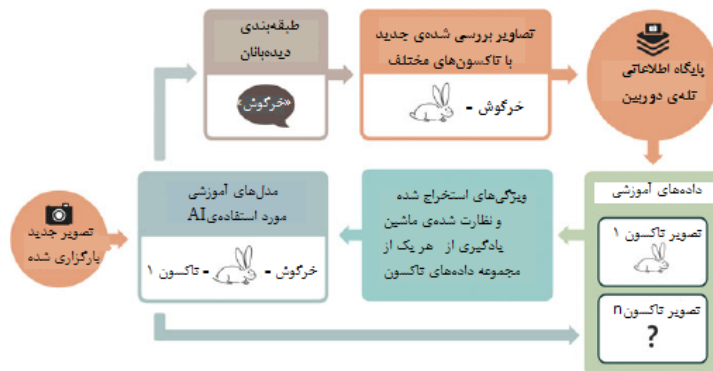 طبقه‌بندی
دیده‌بانان
«خرگوش»
تصاویر بررسی شده‌ی جدید
با تاکسون‌های مختلف
خرگوش -
پایگاه اطلاعاتی
تله‌ی دوربین
داده‌های آموزشی
تصویر تاکسون ۱
تصویر تاکسون n
?
ویژگی‌های استخراج شده
و نظارت شده‌ی ماشین
یادگیری از هر یک از
مجموعه داده‌های تاکسون
مدل‌های آموزشی
مورد استفاده‌ی AI
خرگوش - - تاکسون ۱
تصویر جدید
بارگزاری شده